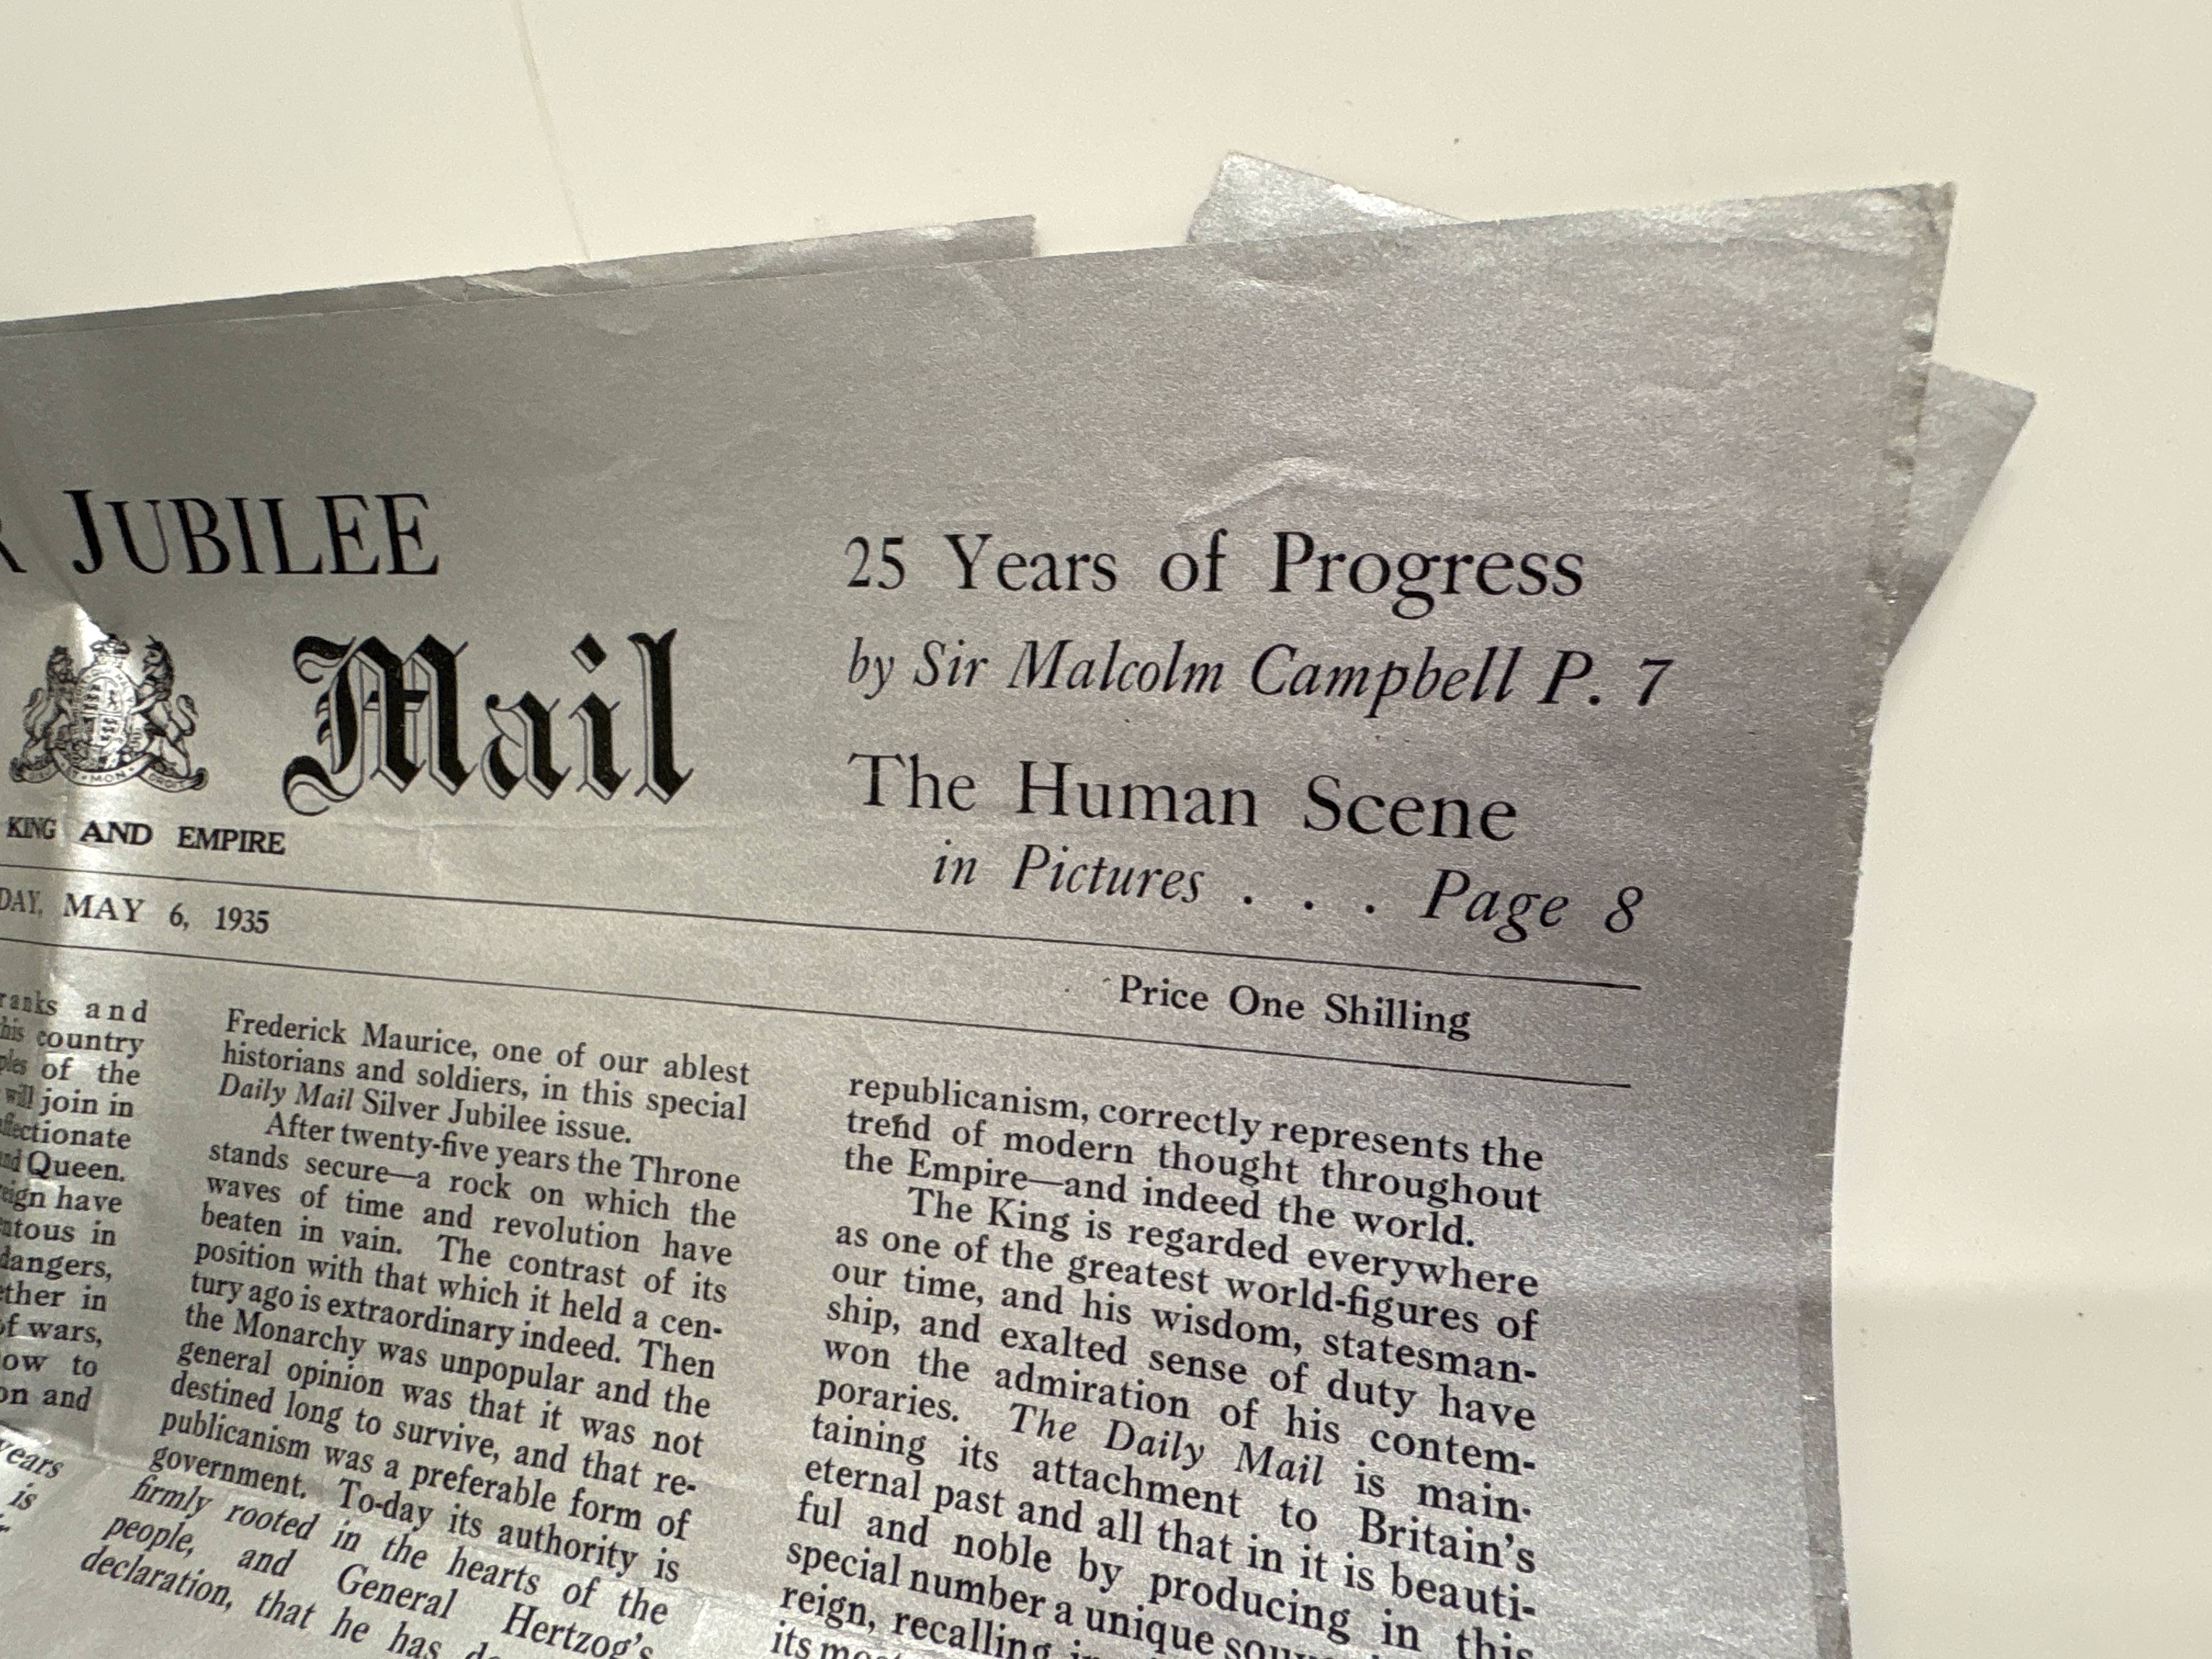 JUBILEE
Mail
MON
KING AND EMPIRE
MAY 6, 1935
25 Years of Progress
by Sir Malcolm Campbell P. 7
The Human Scene
in Pictures . . . Page 8
Price One Shilling
and
country
of the
will join in
Queen.
have
in
dangers,
in
wars,
to
and
years
is
Frederick Maurice, one of our ablest
historians and soldiers, in this special
Daily Mail Silver Jubilee issue.
After twenty-five years the Throne
stands secure—a rock on which the
waves of time and revolution have
beaten in vain. The contrast of its
position with that which it held a cen-
tury ago is extraordinary indeed. Then
the Monarchy was unpopular and the
general opinion was that it was not
destined long to survive, and that re-
publicanism was a preferable form of
government. To-day its authority is
firmly rooted in the hearts of the
people, and General Hertzog's
declaration, that he has
republicanism, correctly represents the
trend of modern thought throughout
the Empire—and indeed the world.
The King is regarded everywhere
as one of the greatest world-figures of
our time, and his wisdom, statesman-
ship, and exalted sense of duty have
won the admiration of his contem-
poraries. The Daily Mail is main-
taining its attachment to Britain's
eternal past and all that in it is beauti-
ful and noble by producing in this
special number a unique
reign, recalling
its